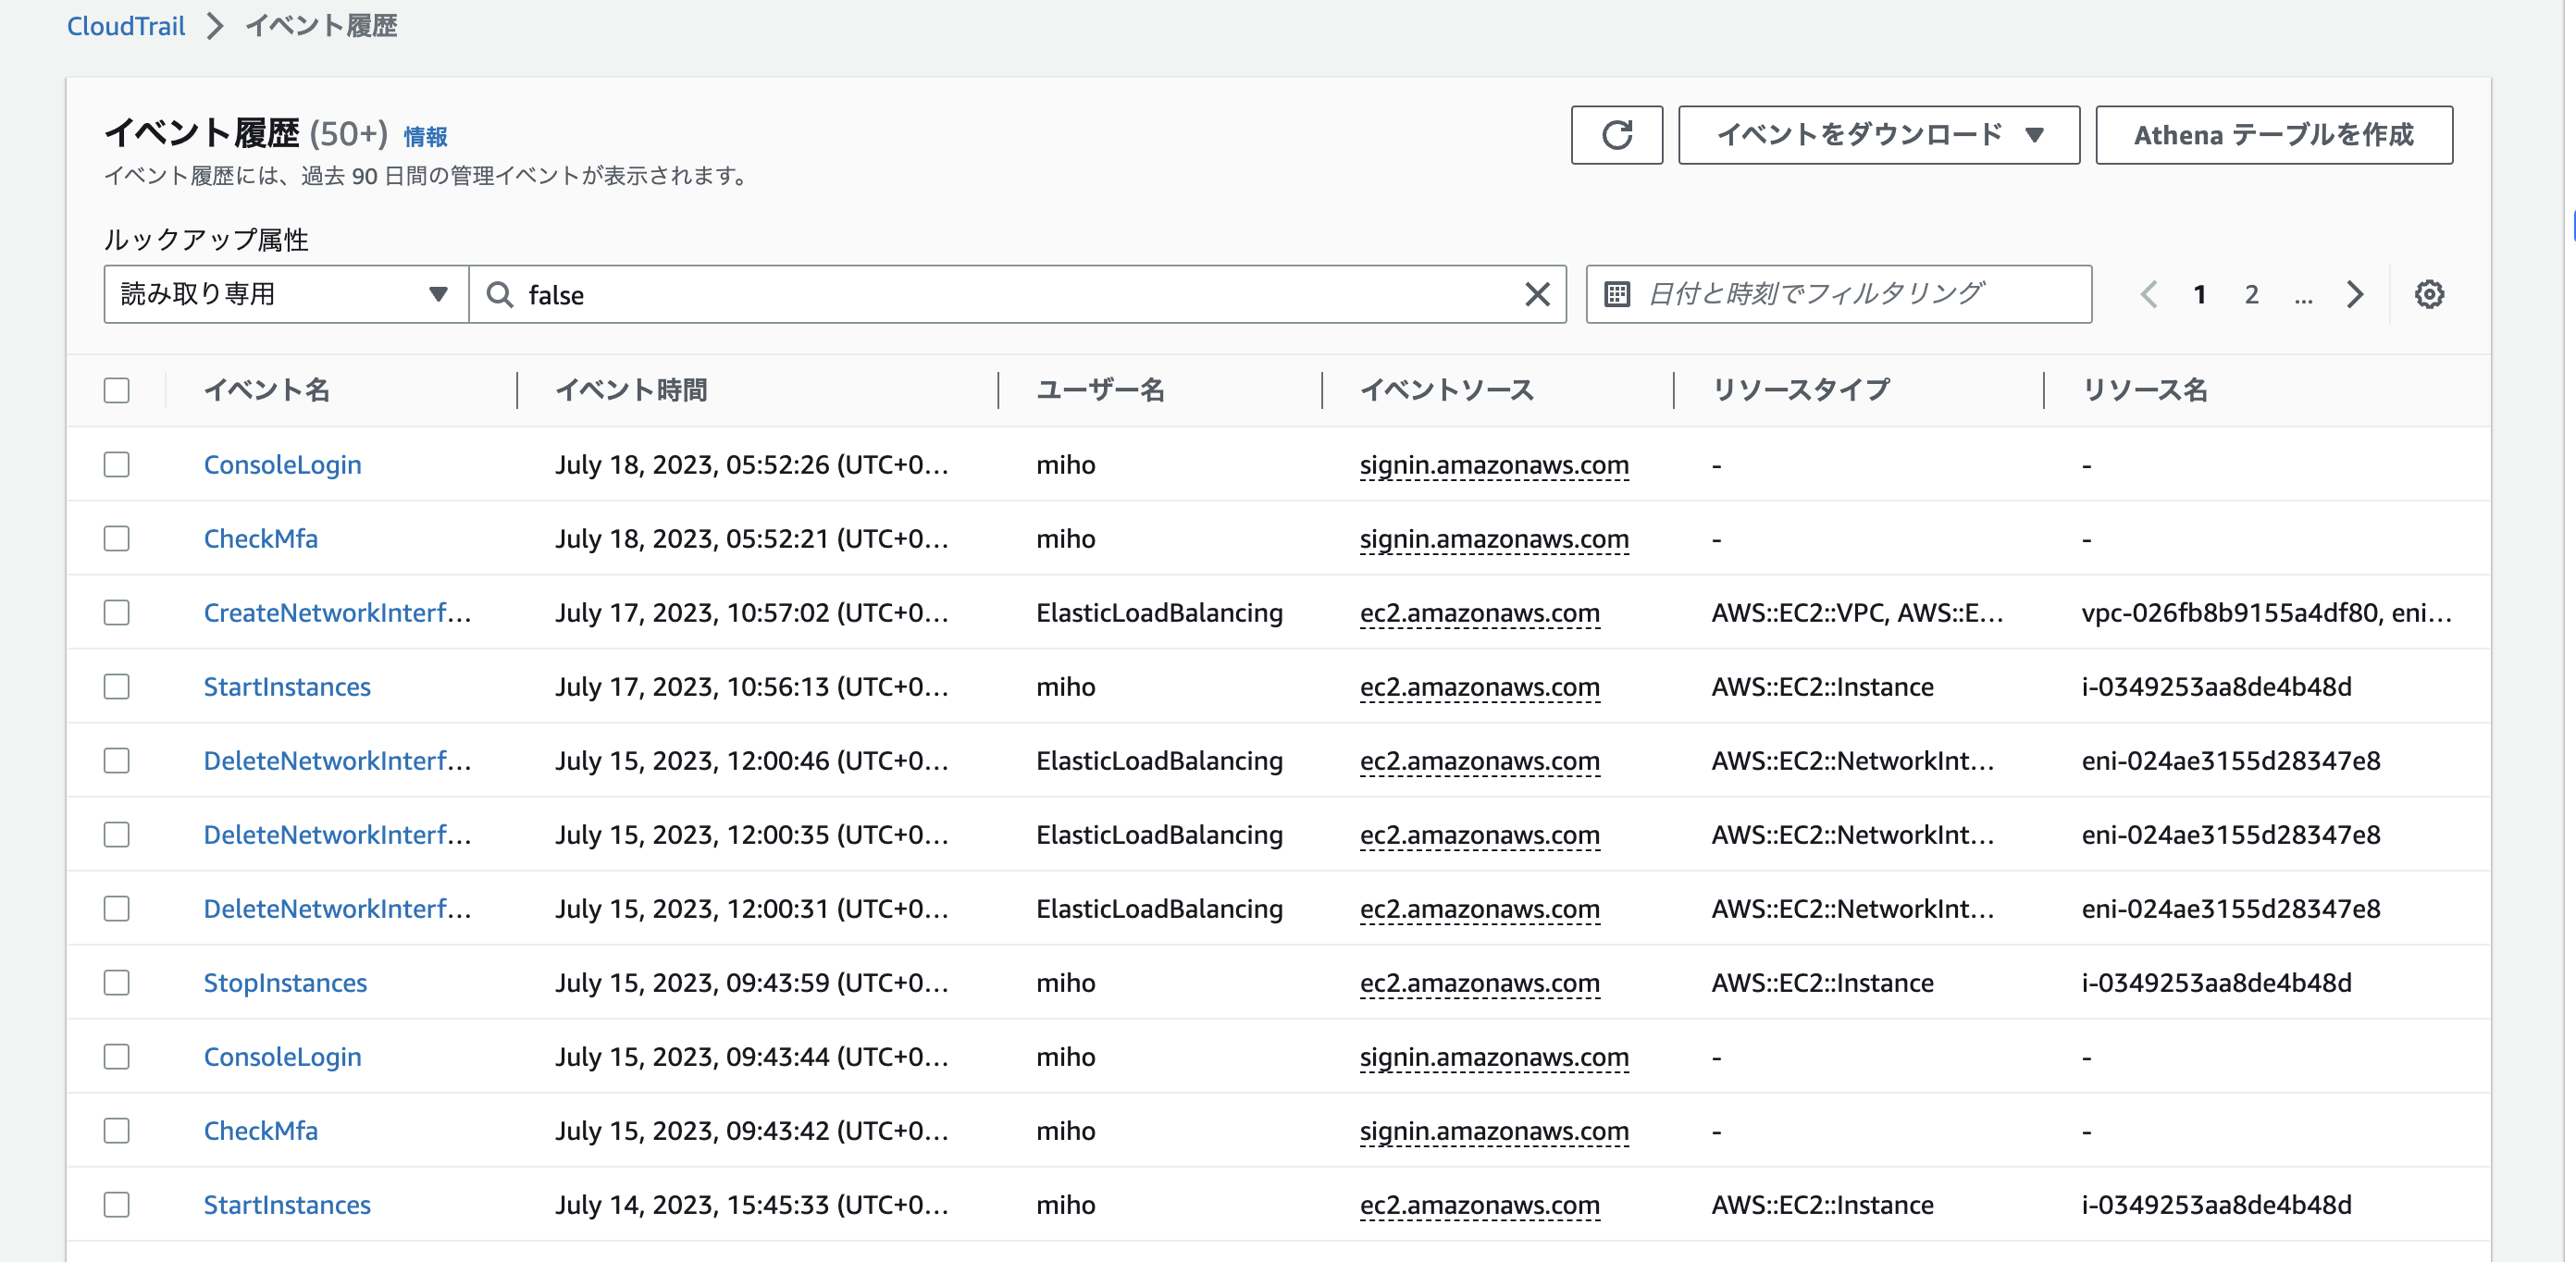 CloudTrail > イベント履歴
イベント履歴 (50+) 情報
イベント履歴には、過去 90 日間の管理イベントが表示されます。
イベントをダウンロード ▼
Athena テーブルを作成
ルックアップ属性
読み取り専用 ▼ false 日付と時刻でフィルタリング < 1 2 ... >
イベント名 イベント時間 ユーザー名 イベントソース リソースタイプ リソース名
ConsoleLogin July 18, 2023, 05:52:26 (UTC+0... miho signin.amazonaws.com - -
CheckMfa July 18, 2023, 05:52:21 (UTC+0... miho signin.amazonaws.com - -
CreateNetworkInterf... July 17, 2023, 10:57:02 (UTC+0... ElasticLoadBalancing ec2.amazonaws.com AWS::EC2::VPC, AWS::E... vpc-026fb8b9155a4df80, eni...
StartInstances July 17, 2023, 10:56:13 (UTC+0... miho ec2.amazonaws.com AWS::EC2::Instance i-0349253aa8de4b48d
DeleteNetworkInterf... July 15, 2023, 12:00:46 (UTC+0... ElasticLoadBalancing ec2.amazonaws.com AWS::EC2::NetworkInt... eni-024ae3155d28347e8
DeleteNetworkInterf... July 15, 2023, 12:00:35 (UTC+0... ElasticLoadBalancing ec2.amazonaws.com AWS::EC2::NetworkInt... eni-024ae3155d28347e8
DeleteNetworkInterf... July 15, 2023, 12:00:31 (UTC+0... ElasticLoadBalancing ec2.amazonaws.com AWS::EC2::NetworkInt... eni-024ae3155d28347e8
StopInstances July 15, 2023, 09:43:59 (UTC+0... miho ec2.amazonaws.com AWS::EC2::Instance i-0349253aa8de4b48d
ConsoleLogin July 15, 2023, 09:43:44 (UTC+0... miho signin.amazonaws.com - -
CheckMfa July 15, 2023, 09:43:42 (UTC+0... miho signin.amazonaws.com - -
StartInstances July 14, 2023, 15:45:33 (UTC+0... miho ec2.amazonaws.com AWS::EC2::Instance i-0349253aa8de4b48d